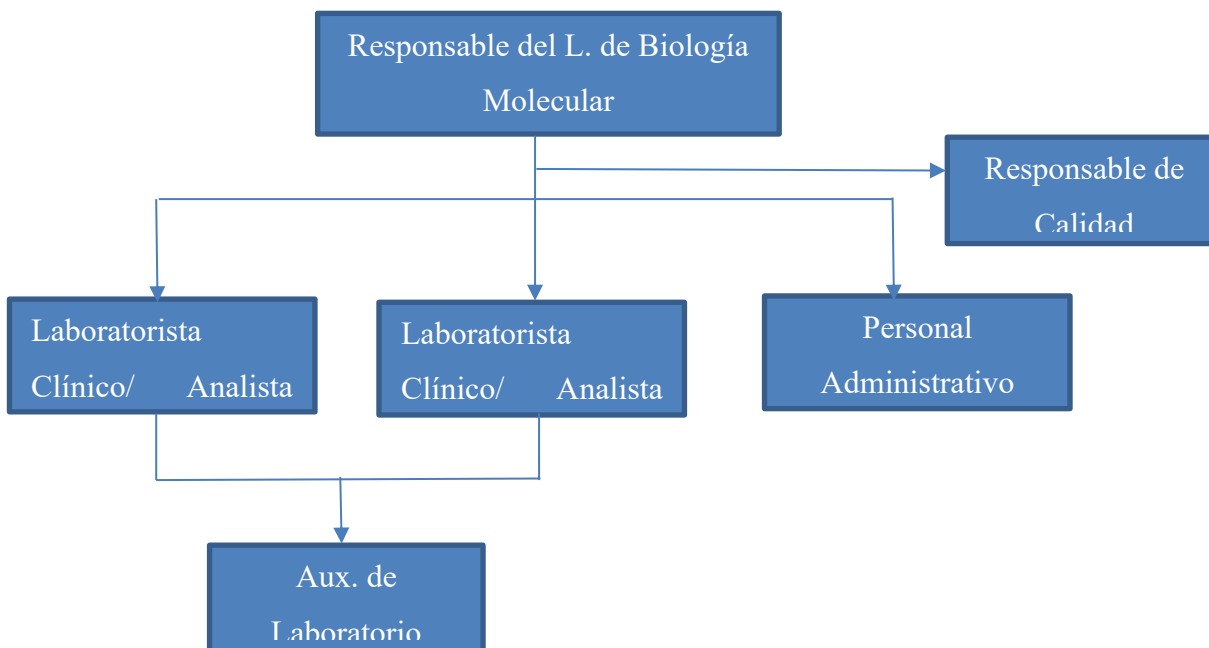 Responsable del L. de Biología
Molecular
Responsable de
Calidad
Laboratorista
Clínico/ Analista
Laboratorista
Clínico/ Analista
Personal
Administrativo
Aux. de
Laboratorio